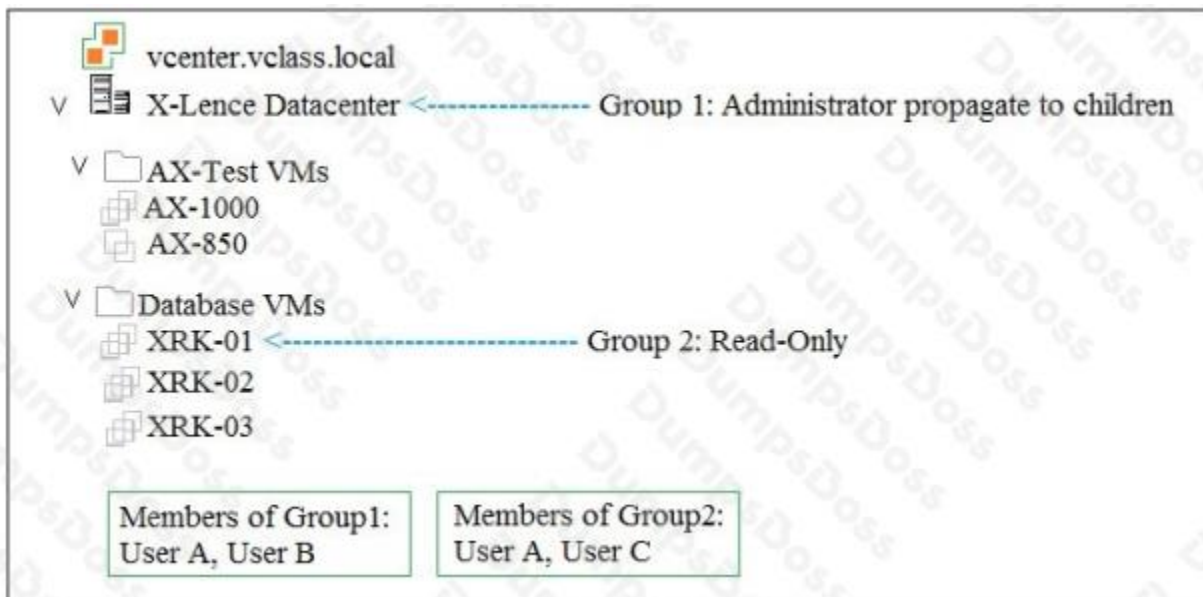 vcenter.vclass.local
v X-Lence Datacenter <-------------- Group 1: Administrator propagate to children
v AX-Test VMs
AX-1000
AX-850
v Database VMs
XRK-01 <-------------------------- Group 2: Read-Only
XRK-02
XRK-03
Members of Group1:
User A, User B
Members of Group2:
User A, User C
DumpsDoss